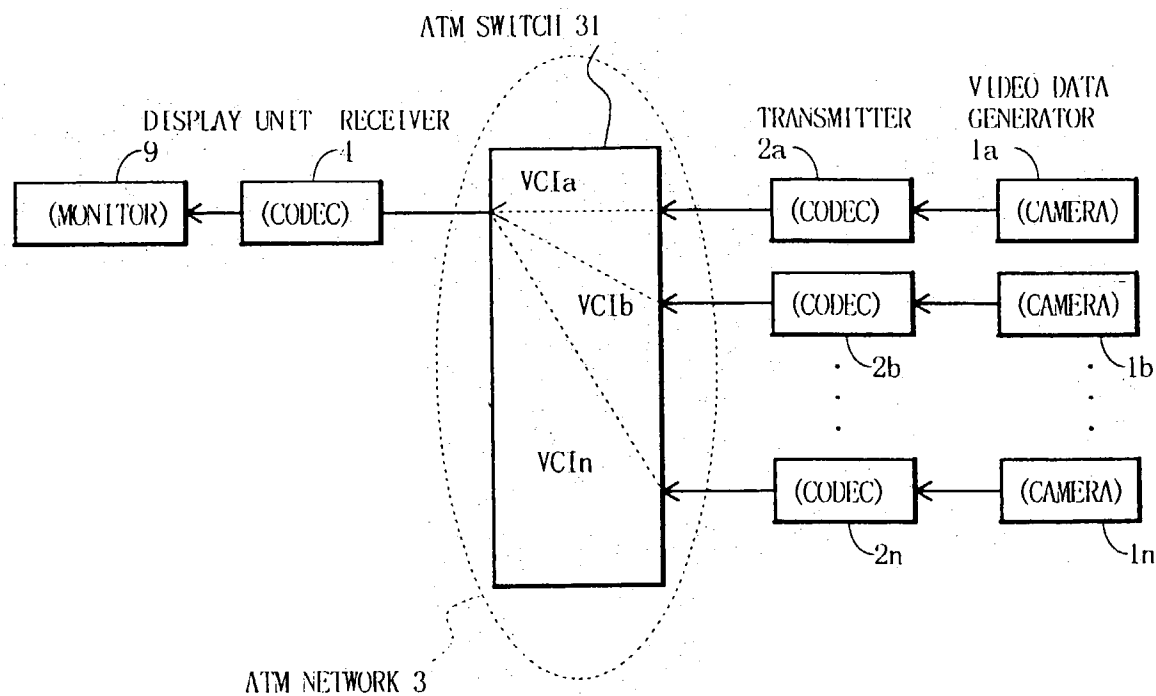 ATM SWITCH 31
VIDEO DATA
GENERATOR
DISPLAY UNIT RECEIVER
TRANSMITTER
9
4
2a
1a
VCIa
(MONITOR)
(CODEC)
(CODEC)
(CAMERA)
VCIb
(CODEC)
(CAMERA)
2b
1b
VCIn
(CODEC)
(CAMERA)
2n
1n
ATM NETWORK 3